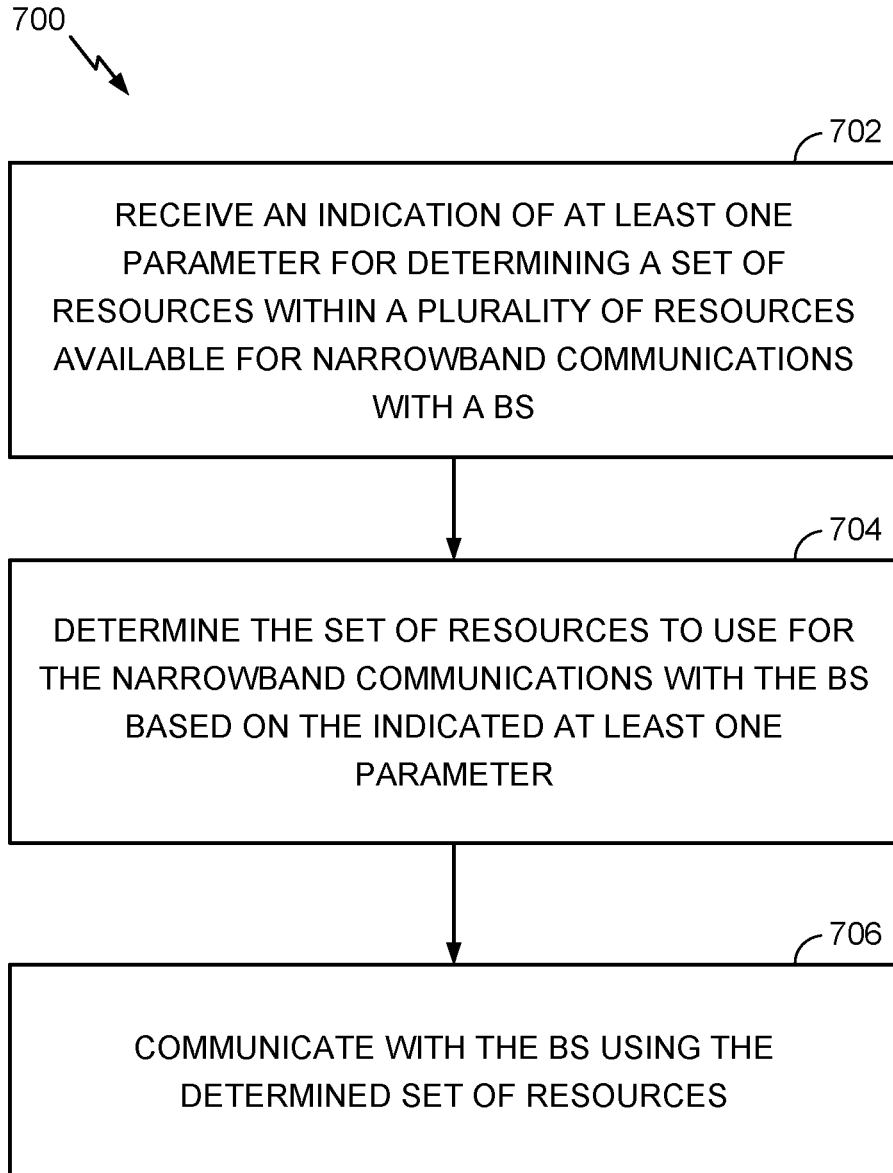 700
702
RECEIVE AN INDICATION OF AT LEAST ONE
PARAMETER FOR DETERMINING A SET OF
RESOURCES WITHIN A PLURALITY OF RESOURCES
AVAILABLE FOR NARROWBAND COMMUNICATIONS
WITH A BS
704
DETERMINE THE SET OF RESOURCES TO USE FOR
THE NARROWBAND COMMUNICATIONS WITH THE BS
BASED ON THE INDICATED AT LEAST ONE
PARAMETER
706
COMMUNICATE WITH THE BS USING THE
DETERMINED SET OF RESOURCES